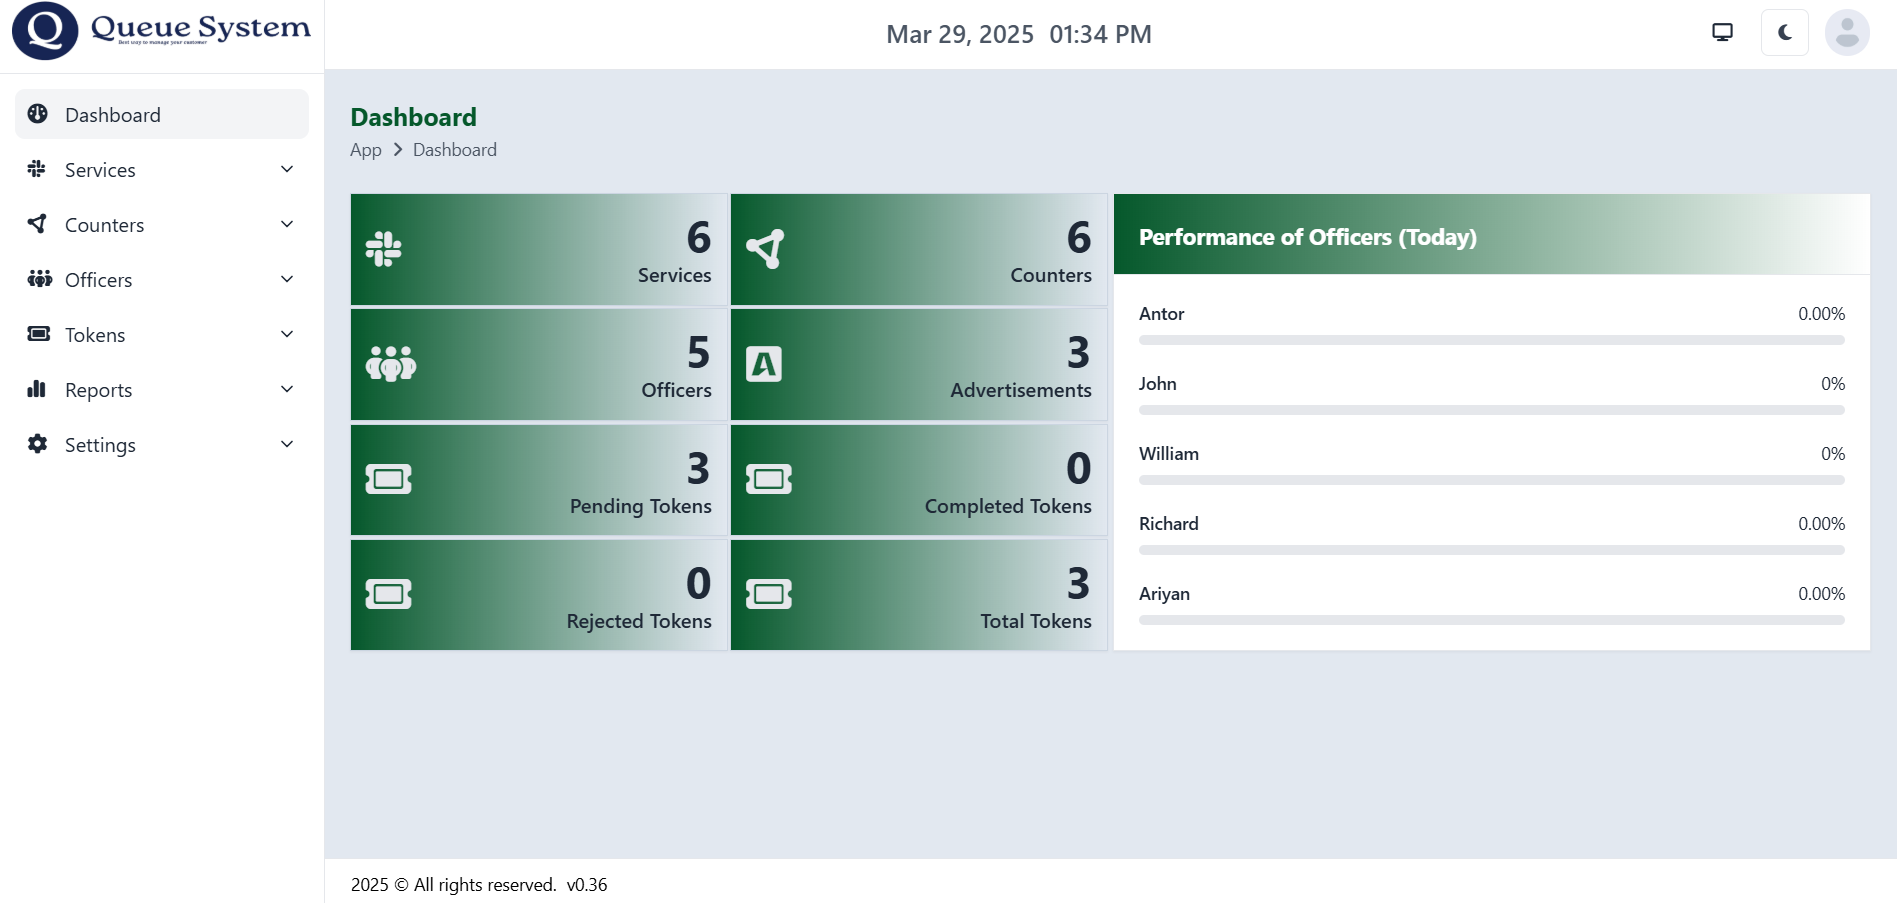 Queue System
Best way to manage your customer
Mar 29, 2025 01:34 PM
Dashboard
Services
Counters
Officers
Tokens
Reports
Settings
Dashboard
App > Dashboard
6
Services
6
Counters
5
Officers
3
Advertisements
3
Pending Tokens
0
Completed Tokens
0
Rejected Tokens
3
Total Tokens
Performance of Officers (Today)
Antor 0.00%
John 0%
William 0%
Richard 0.00%
Ariyan 0.00%
2025 © All rights reserved. v0.36